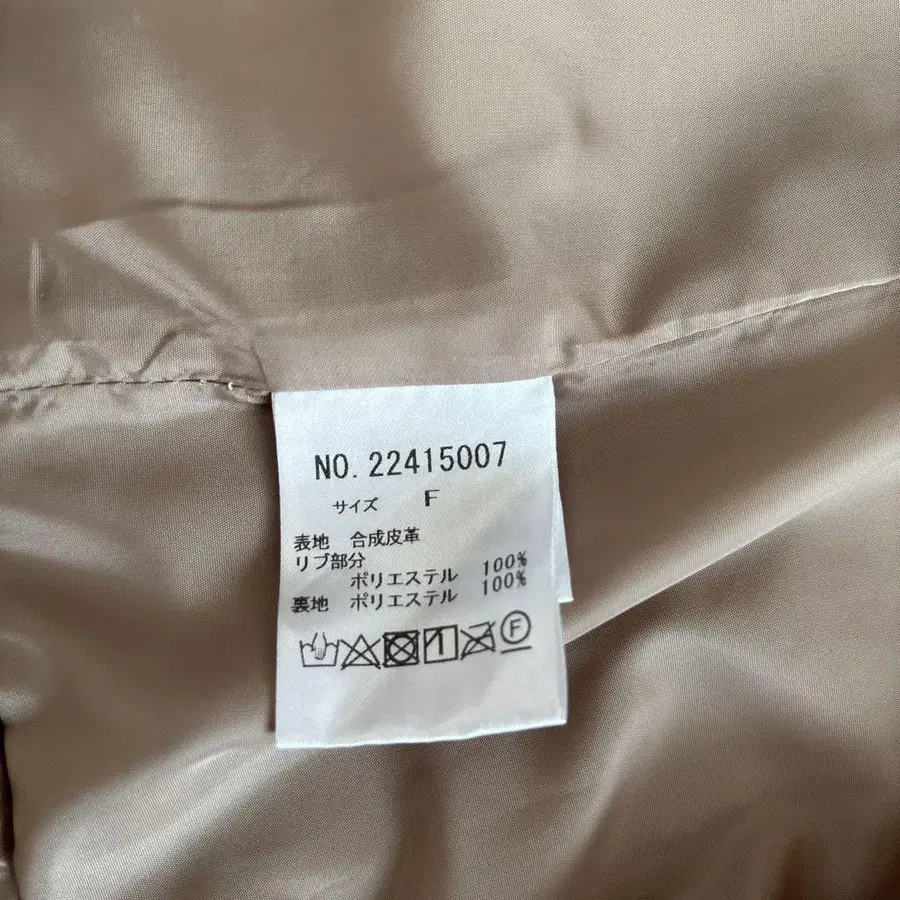 NO. 22415007
サイズ F
表地 合成皮革
リブ部分
ポリエステル 100%
裏地 ポリエステル 100%
F